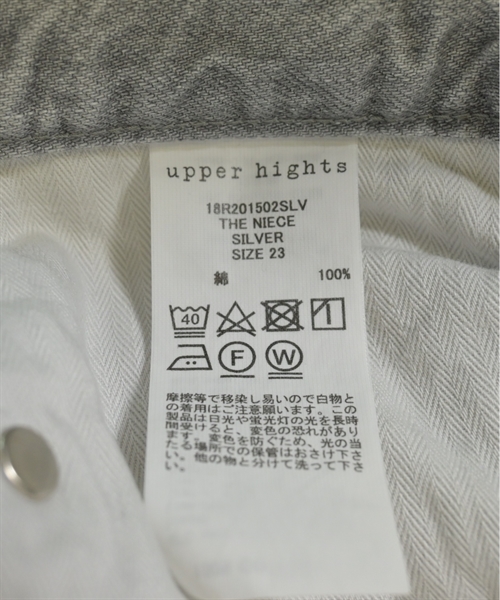 upper hights
18R201502SLV
THE NIECE
SILVER
SIZE 23
綿 100%
40
F W
摩擦等で移染し易いので白物と
の着用はご注意願います。この
製品は日光や蛍光灯の光を長時
間受けると、変色の恐れがあり
ます。変色を防ぐため、光の当
たる場所での保管はおさけ下さ
い。他の物と分けて洗って下さ
い。